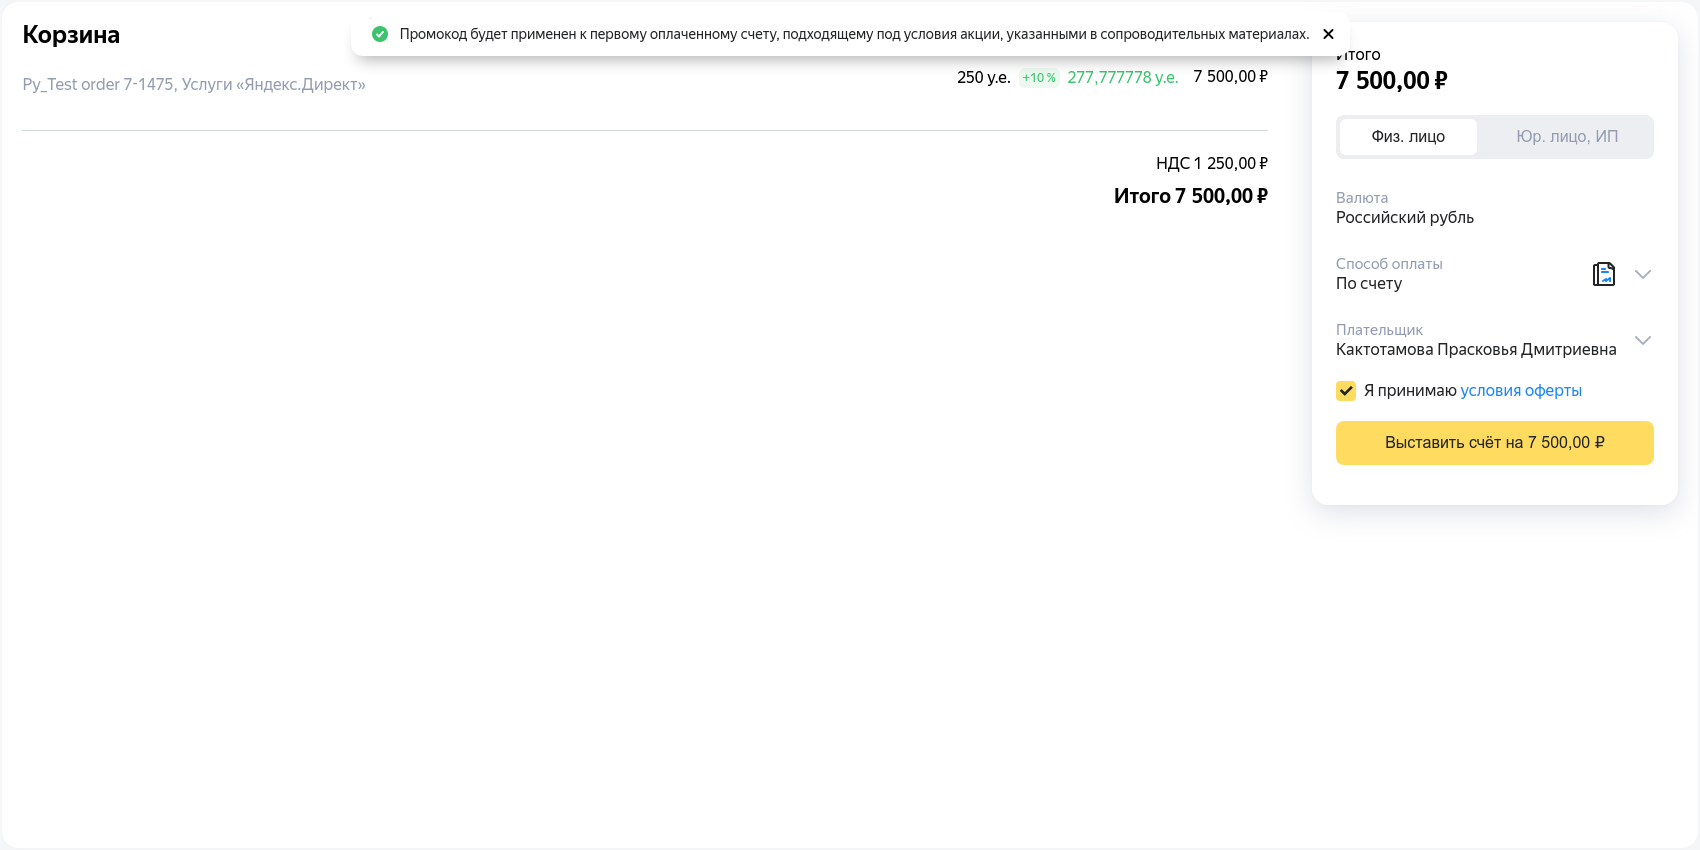 Корзина
Промокод будет применен к первому оплаченному счету, подходящему под условия акции, указанными в сопроводительных материалах.
Py_Test order 7-1475, Услуги «Яндекс.Директ»
250 у.е. +10 % 277,777778 у.е. 7 500,00 ₽
НДС 1 250,00 ₽
Итого 7 500,00 ₽
Итого
7 500,00 ₽
Физ. лицо
Юр. лицо, ИП
Валюта
Российский рубль
Способ оплаты
По счету
Плательщик
Кактотамова Прасковья Дмитриевна
Я принимаю условия оферты
Выставить счёт на 7 500,00 ₽